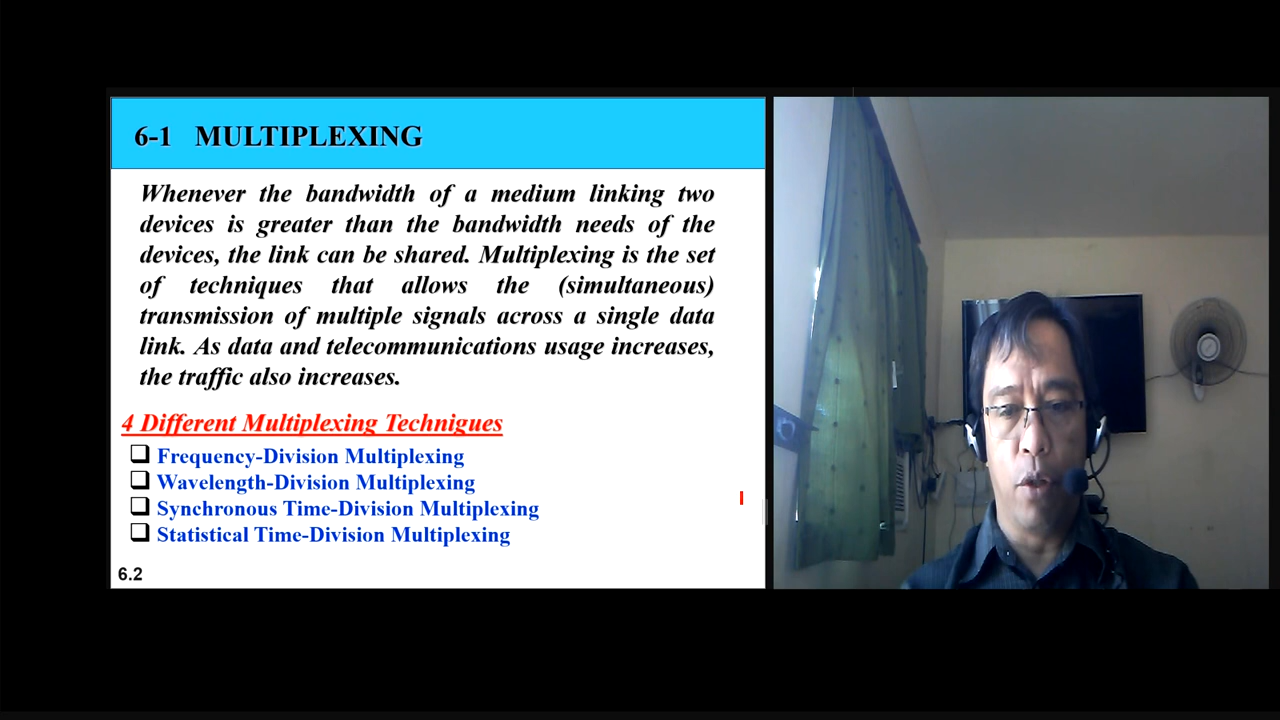 6-1 MULTIPLEXING
Whenever the bandwidth of a medium linking two
devices is greater than the bandwidth needs of the
devices, the link can be shared. Multiplexing is the set
of techniques that allows the (simultaneous)
transmission of multiple signals across a single data
link. As data and telecommunications usage increases,
the traffic also increases.
4 Different Multiplexing Technigues
Frequency-Division Multiplexing
Wavelength-Division Multiplexing
Synchronous Time-Division Multiplexing
Statistical Time-Division Multiplexing
6.2